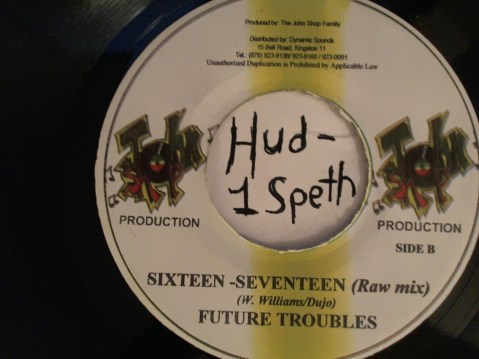 Produced by: The John Shop Family
Distributed by: Dynamic Sounds
15 Bell Road, Kingston 11
Unauthorized Duplication is Prohibited by Applicable Law
Hud-
1 Speth
PRODUCTION
PRODUCTION
SIDE B
SIXTEEN -SEVENTEEN (Raw mix)
(W. Williams/Dujo)
FUTURE TROUBLES